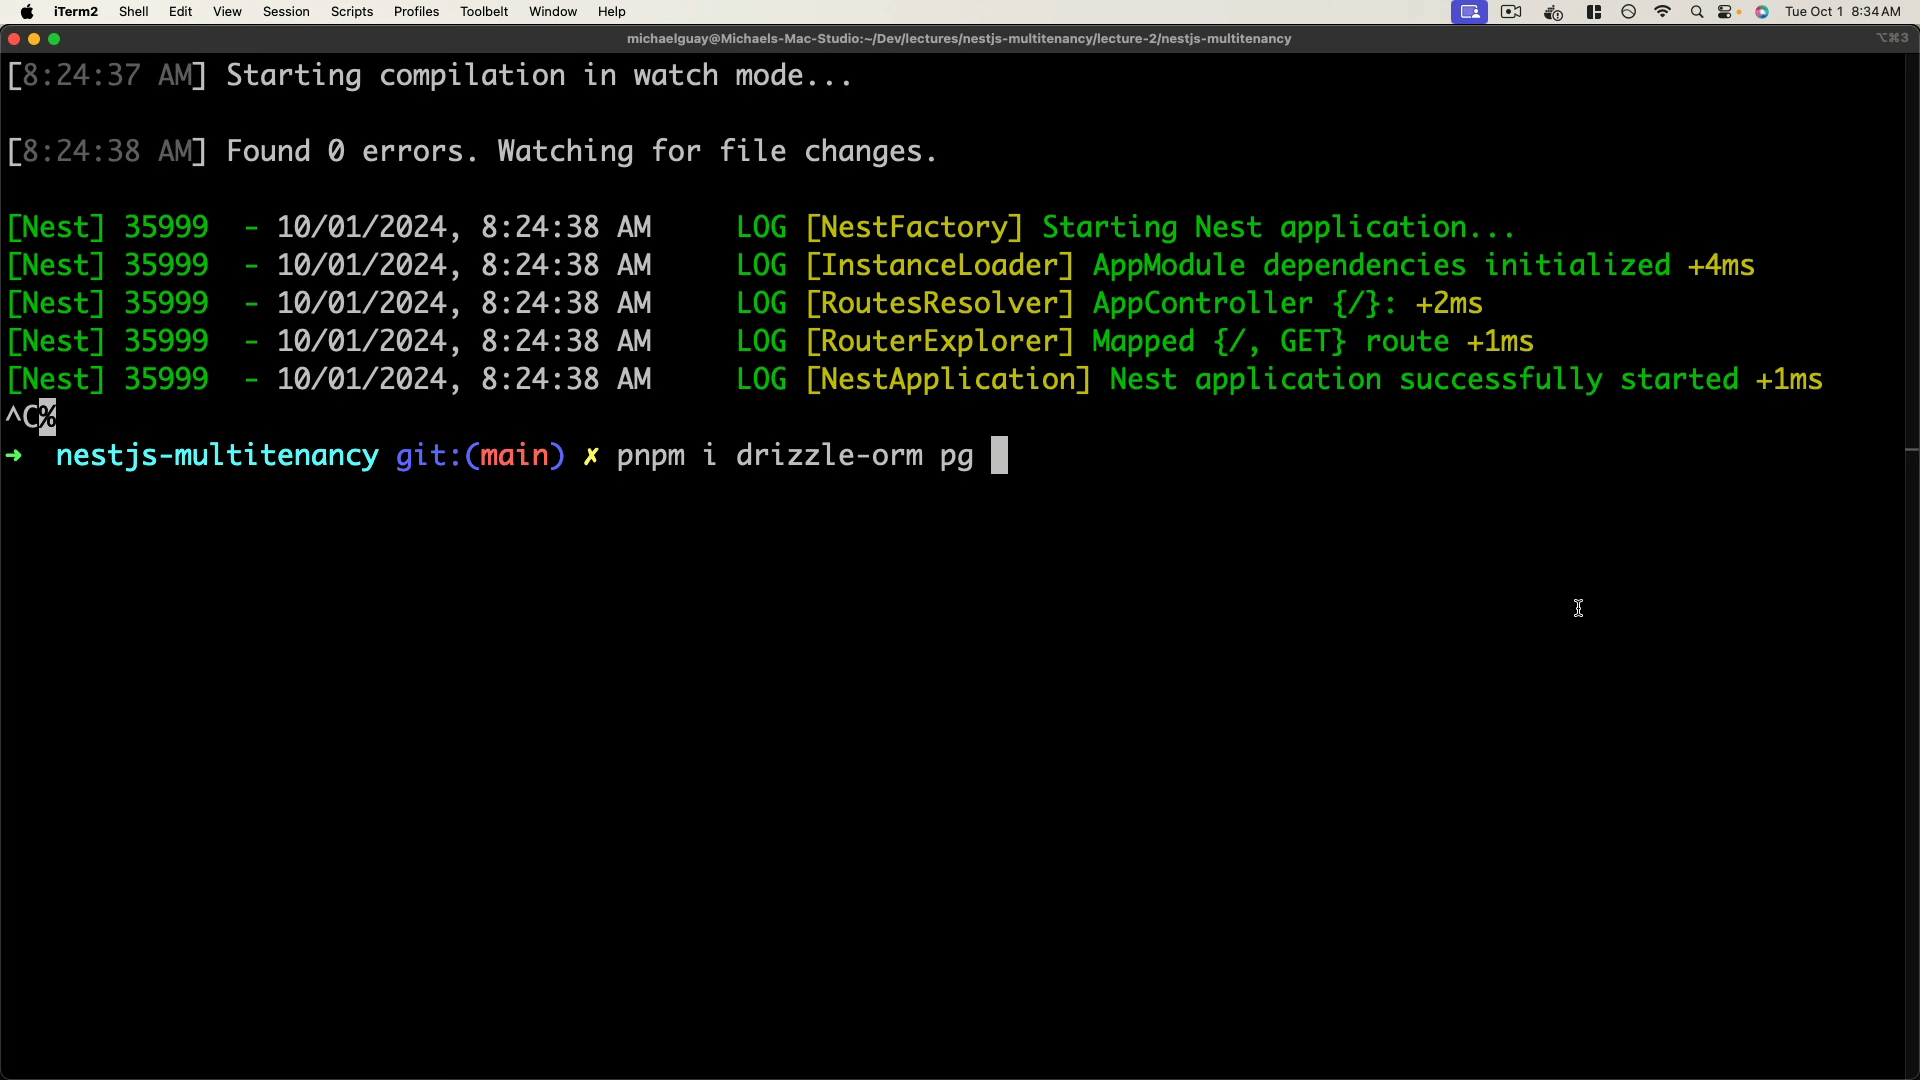 iTerm2 Shell Edit View Session Scripts Profiles Toolbelt Window Help Tue Oct 1 8:34 AM
michaelguay@Michaels-Mac-Studio:~/Dev/lectures/nestjs-multitenancy/lecture-2/nestjs-multitenancy ⌥⌘3
[8:24:37 AM] Starting compilation in watch mode...
[8:24:38 AM] Found 0 errors. Watching for file changes.
[Nest] 35999 - 10/01/2024, 8:24:38 AM LOG [NestFactory] Starting Nest application...
[Nest] 35999 - 10/01/2024, 8:24:38 AM LOG [InstanceLoader] AppModule dependencies initialized +4ms
[Nest] 35999 - 10/01/2024, 8:24:38 AM LOG [RoutesResolver] AppController {/}: +2ms
[Nest] 35999 - 10/01/2024, 8:24:38 AM LOG [RouterExplorer] Mapped {/, GET} route +1ms
[Nest] 35999 - 10/01/2024, 8:24:38 AM LOG [NestApplication] Nest application successfully started +1ms
^C%
➜ nestjs-multitenancy git:(main) ✗ pnpm i drizzle-orm pg